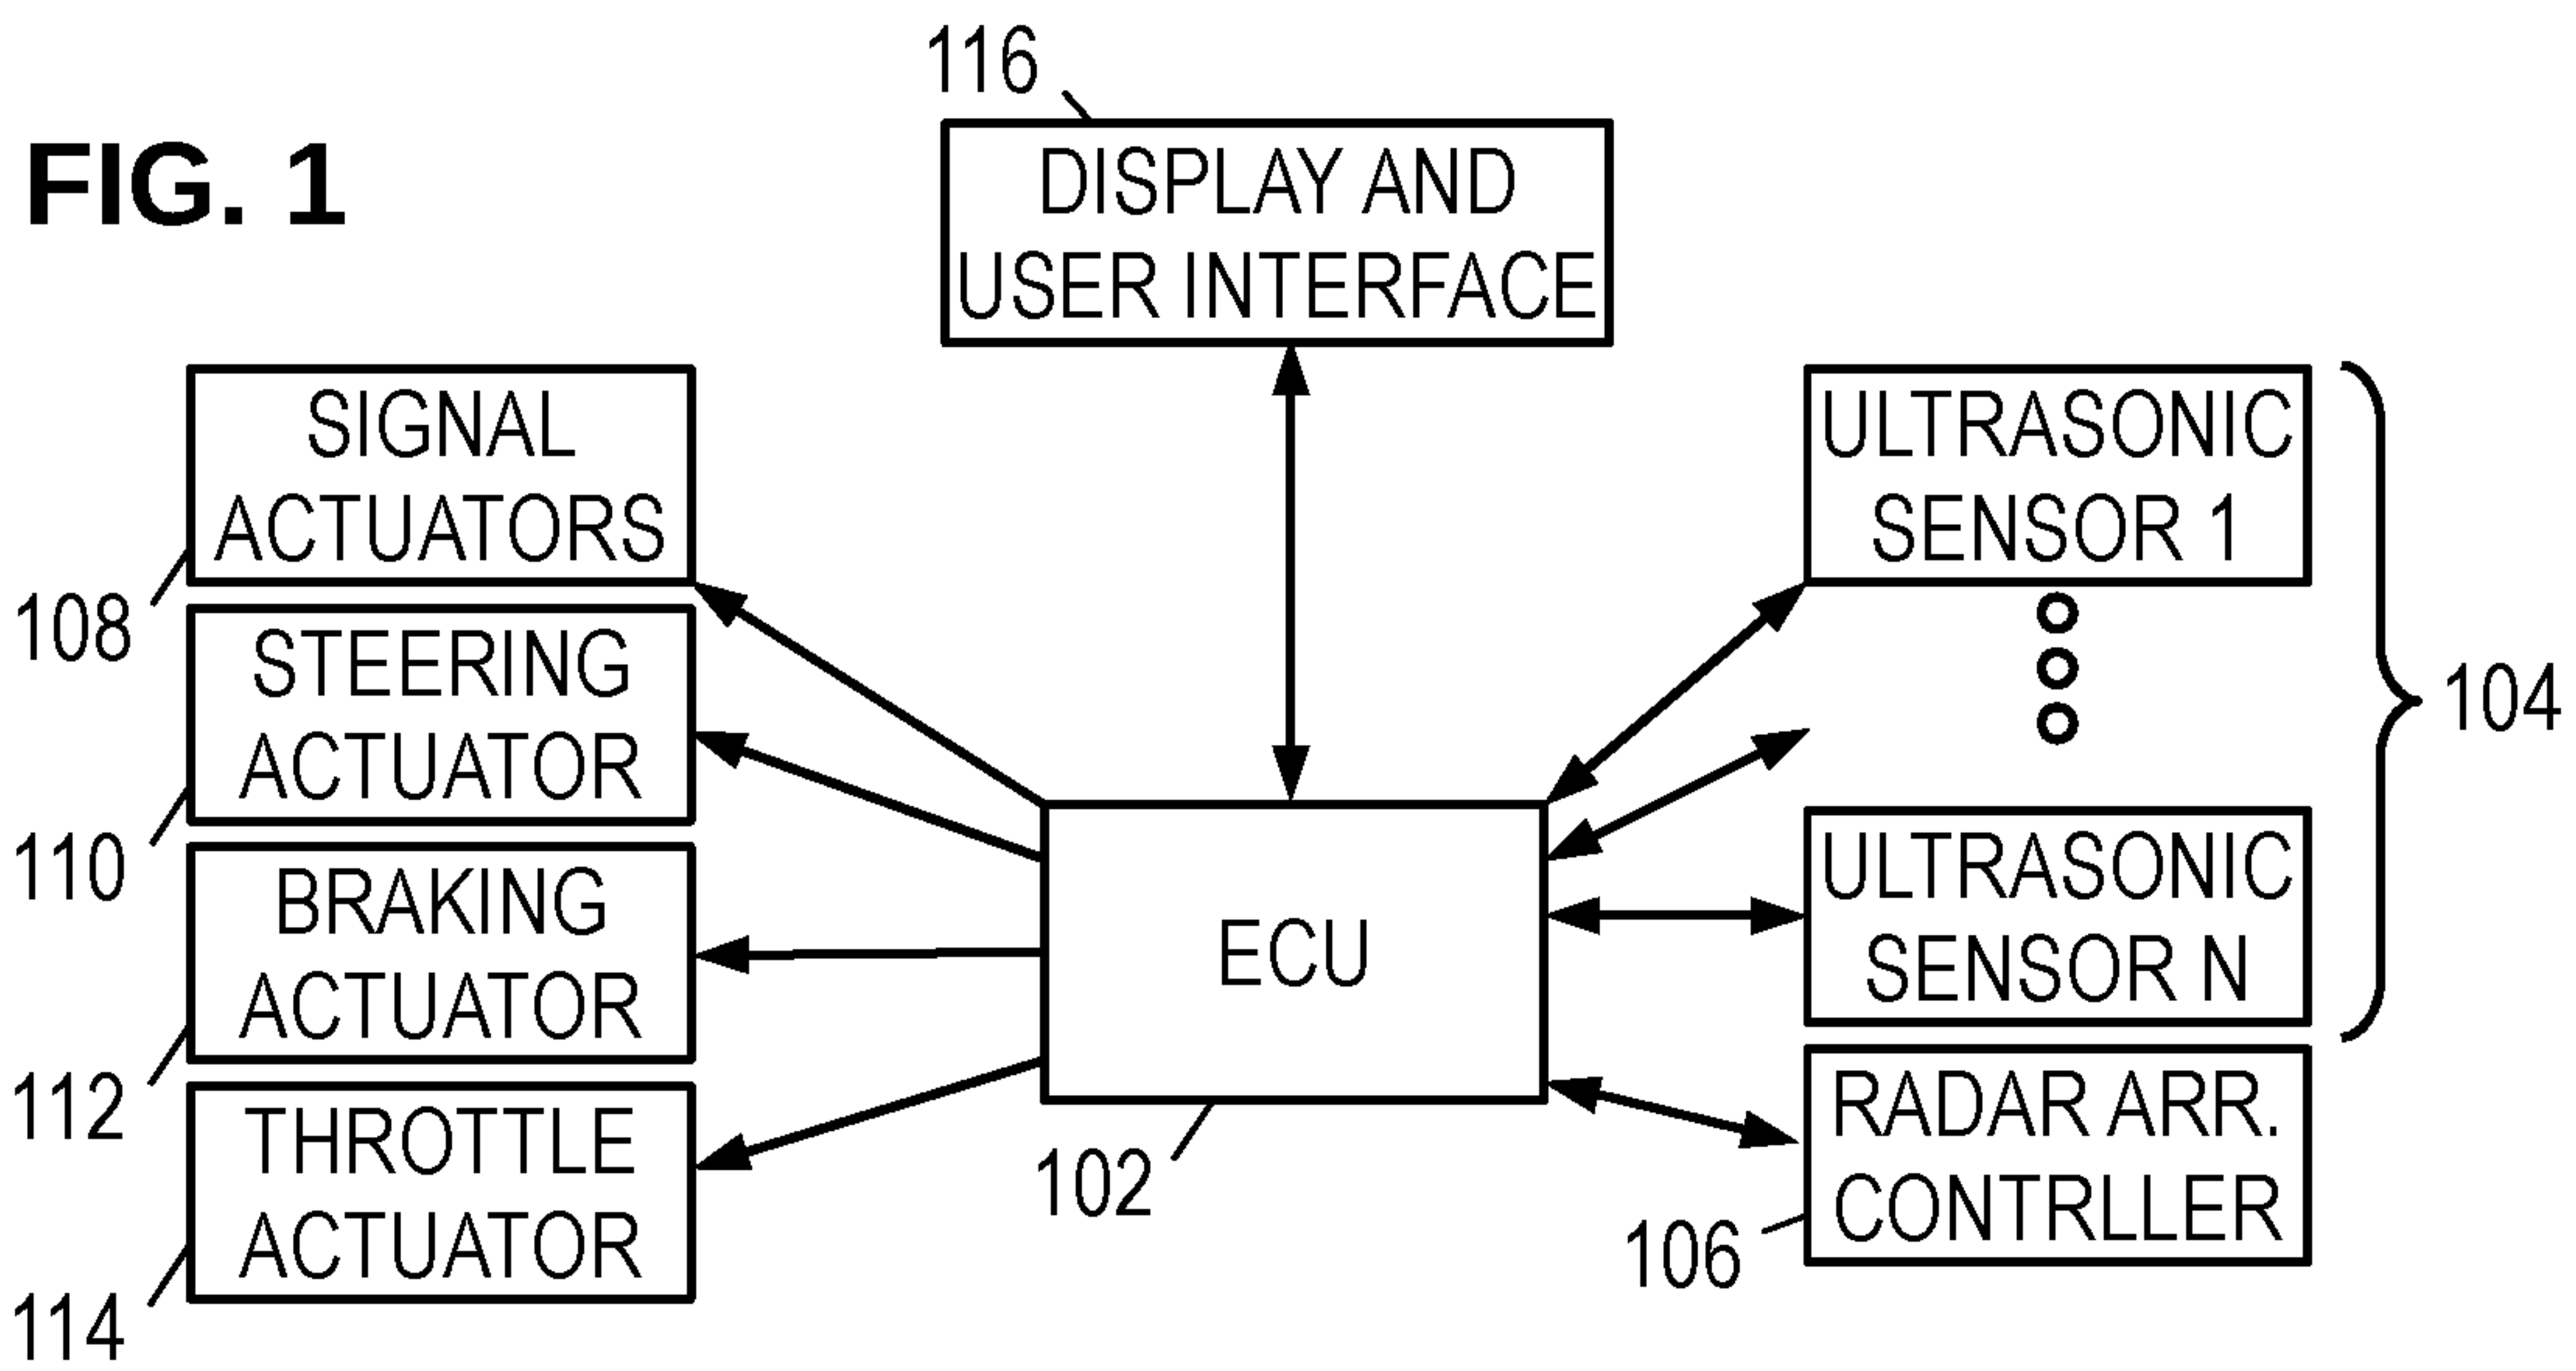 FIG. 1
116
DISPLAY AND
USER INTERFACE
SIGNAL
ACTUATORS
108
STEERING
ACTUATOR
110
BRAKING
ACTUATOR
112
THROTTLE
ACTUATOR
114
ECU
102
ULTRASONIC
SENSOR 1
104
ULTRASONIC
SENSOR N
RADAR ARR.
CONTRLLER
106